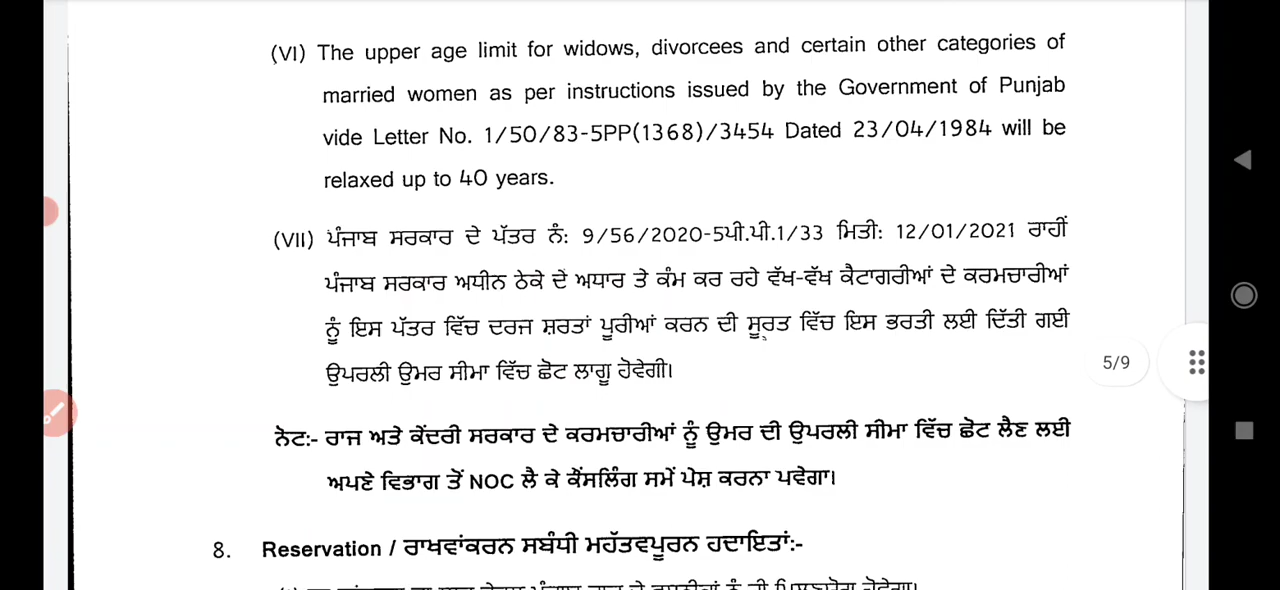 (VI) The upper age limit for widows, divorcees and certain other categories of
married women as per instructions issued by the Government of Punjab
vide Letter No. 1/50/83-5PP(1368)/3454 Dated 23/04/1984 will be
relaxed up to 40 years.
(VII) ਪੰਜਾਬ ਸਰਕਾਰ ਦੇ ਪੱਤਰ ਨੰ: 9/56/2020-5ਪੀ.ਪੀ.1/33 ਮਿਤੀ: 12/01/2021 ਰਾਹੀਂ
ਪੰਜਾਬ ਸਰਕਾਰ ਅਧੀਨ ਠੇਕੇ ਦੇ ਅਧਾਰ ਤੇ ਕੰਮ ਕਰ ਰਹੇ ਵੱਖ-ਵੱਖ ਕੈਟਾਗਰੀਆਂ ਦੇ ਕਰਮਚਾਰੀਆਂ
ਨੂੰ ਇਸ ਪੱਤਰ ਵਿੱਚ ਦਰਜ ਸ਼ਰਤਾਂ ਪੂਰੀਆਂ ਕਰਨ ਦੀ ਸੂਰਤ ਵਿੱਚ ਇਸ ਭਰਤੀ ਲਈ ਦਿੱਤੀ ਗਈ
ਉਪਰਲੀ ਉਮਰ ਸੀਮਾ ਵਿੱਚ ਛੋਟ ਲਾਗੂ ਹੋਵੇਗੀ।
5/9
ਨੋਟ:- ਰਾਜ ਅਤੇ ਕੇਂਦਰੀ ਸਰਕਾਰ ਦੇ ਕਰਮਚਾਰੀਆਂ ਨੂੰ ਉਮਰ ਦੀ ਉਪਰਲੀ ਸੀਮਾ ਵਿੱਚ ਛੋਟ ਲੈਣ ਲਈ
ਅਪਣੇ ਵਿਭਾਗ ਤੋਂ NOC ਲੈ ਕੇ ਕੌਂਸਲਿੰਗ ਸਮੇਂ ਪੇਸ਼ ਕਰਨਾ ਪਵੇਗਾ।
8. Reservation / ਰਾਖਵਾਂਕਰਨ ਸਬੰਧੀ ਮਹੱਤਵਪੂਰਨ ਹਦਾਇਤਾਂ:-